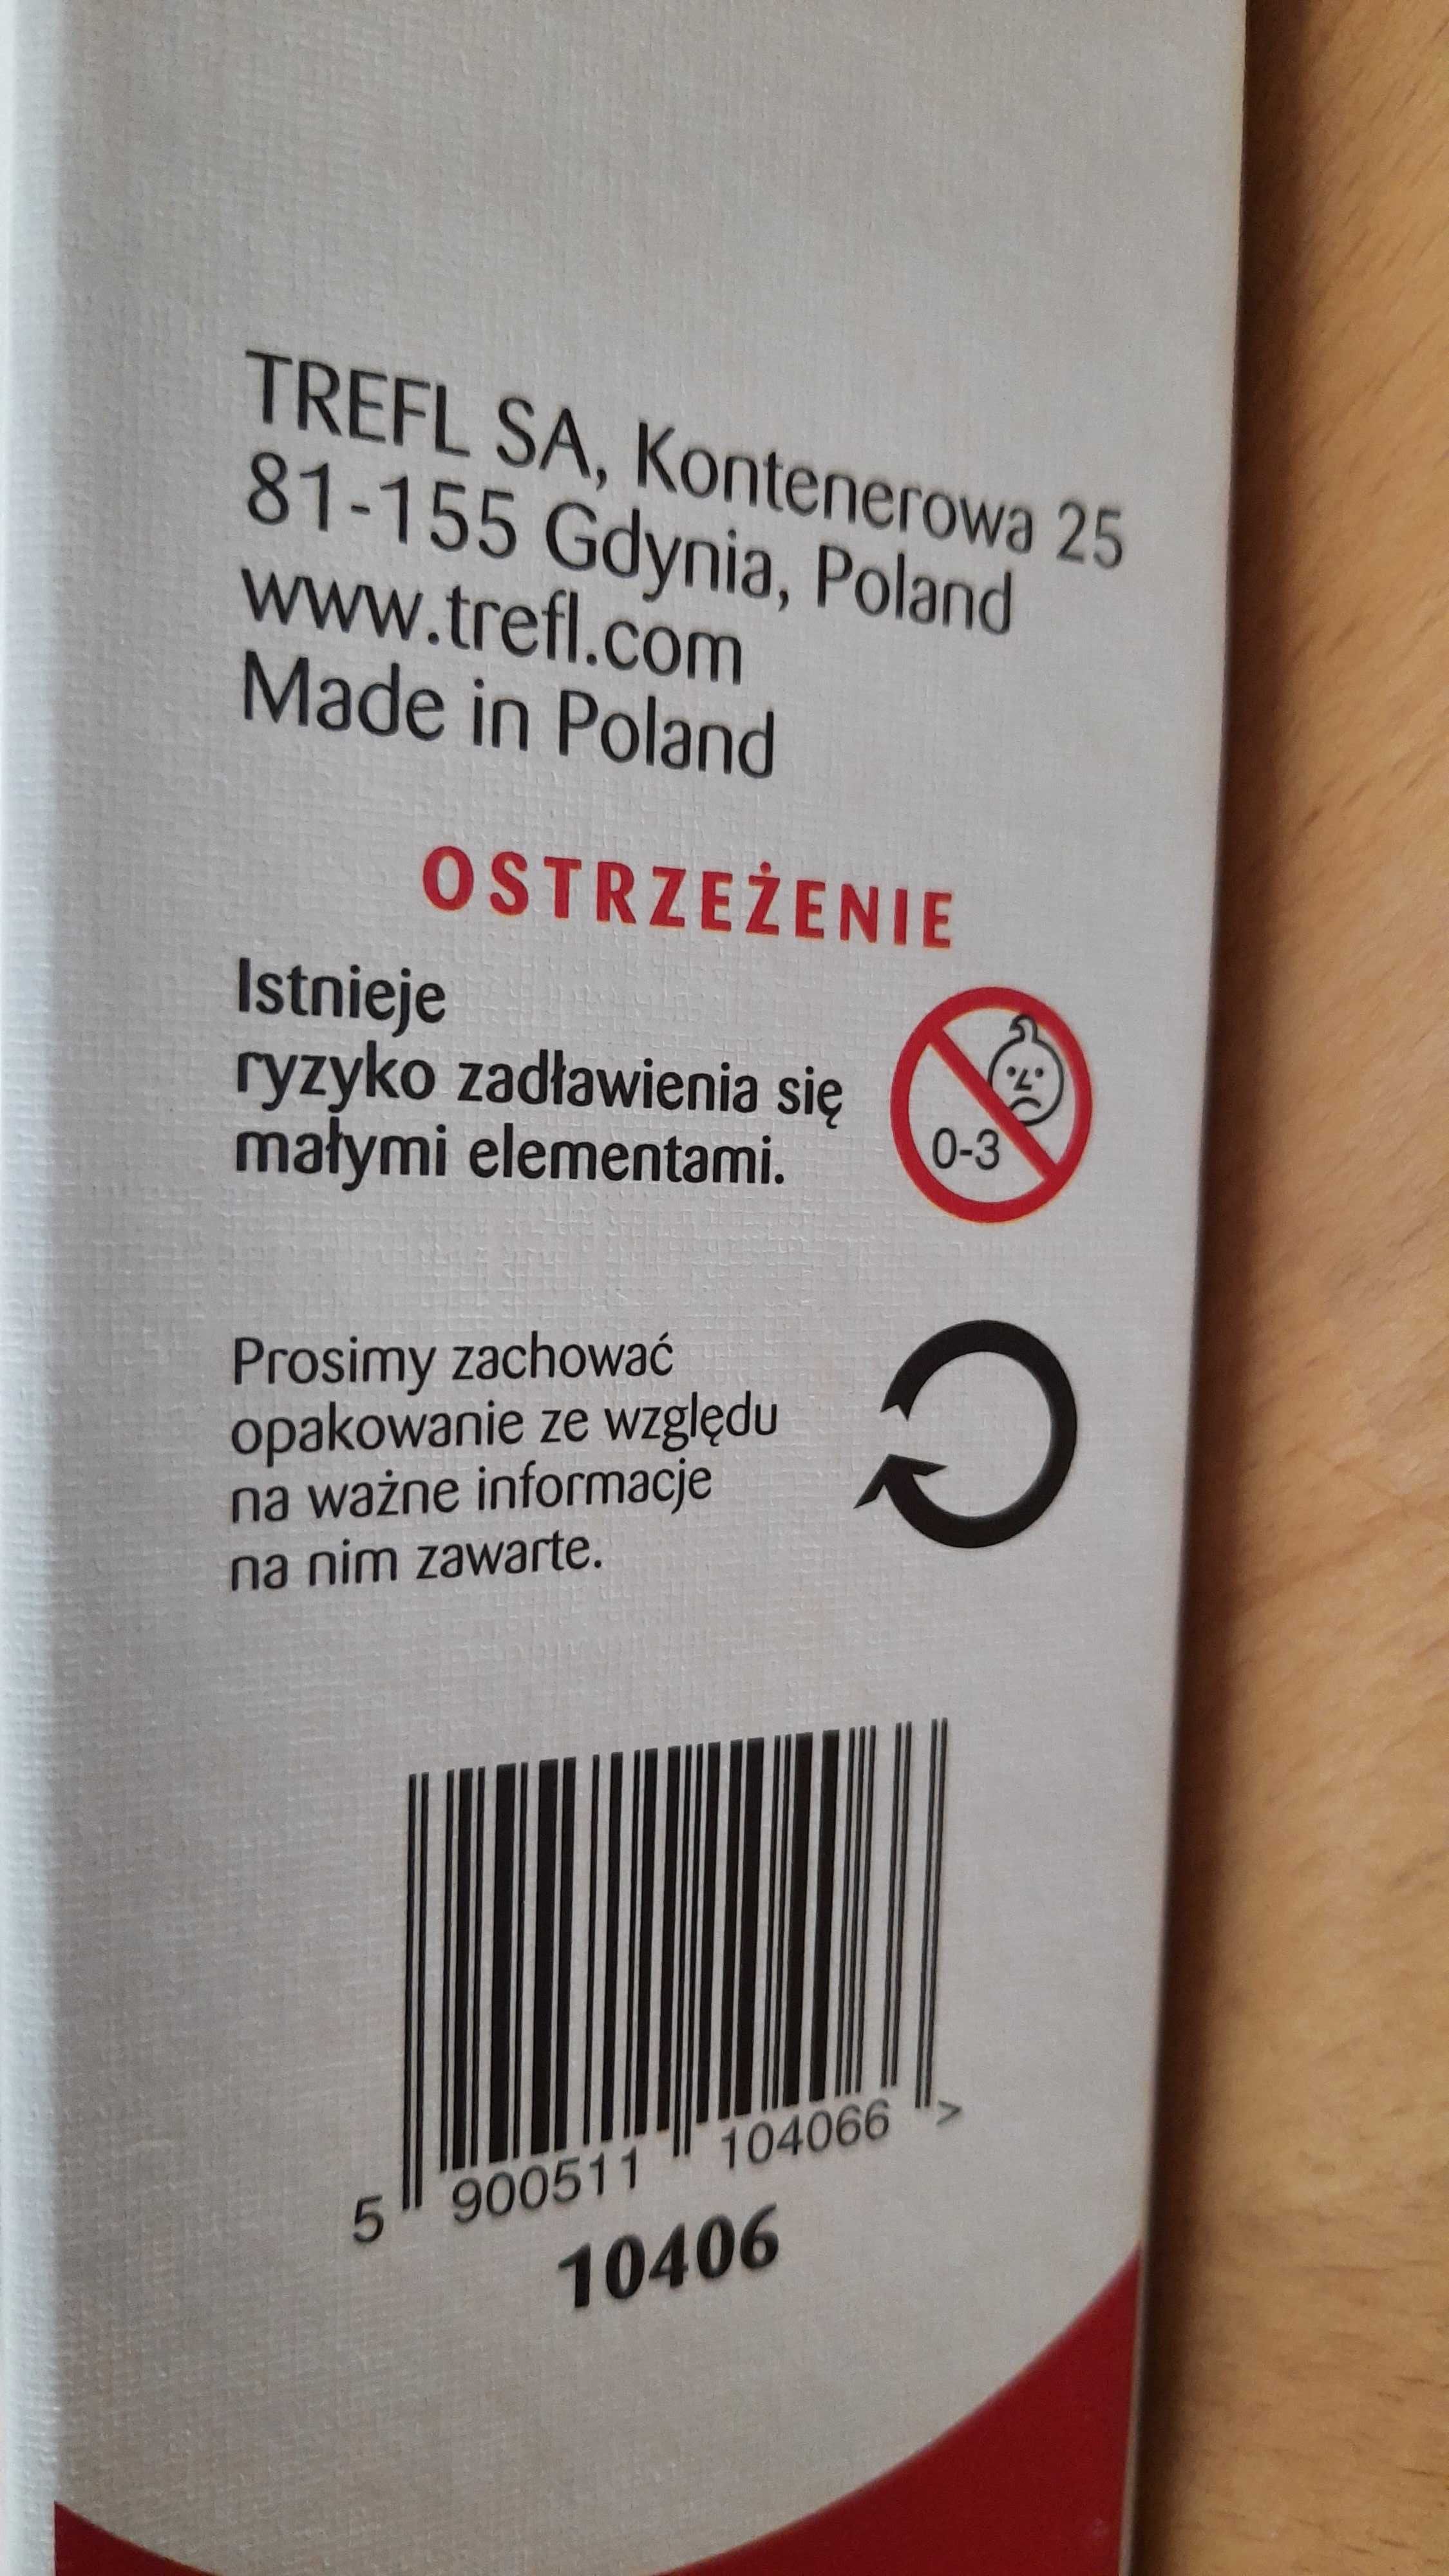 TREFL SA, Kontenerowa 25
81-155 Gdynia, Poland
www.trefl.com
Made in Poland
OSTRZEŻENIE
Istnieje
ryzyko zadławienia się
małymi elementami.
0-3
Prosimy zachować
opakowanie ze względu
na ważne informacje
na nim zawarte.
5 900511 104066 >
10406